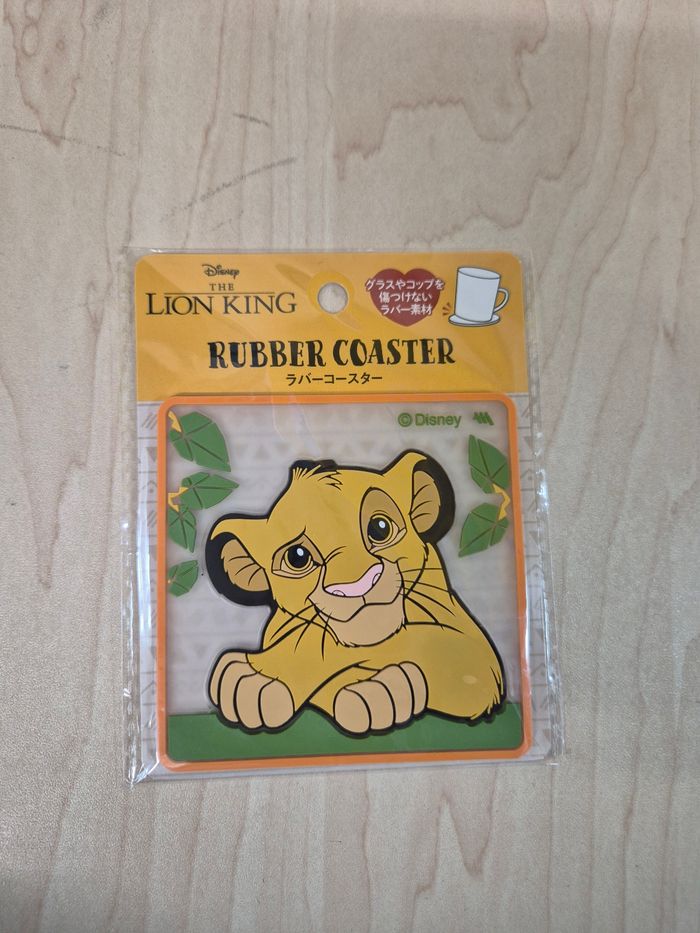 Disney
THE
LION KING
グラスやコップを
傷つけない
ラバー素材
RUBBER COASTER
ラバーコースター
© Disney